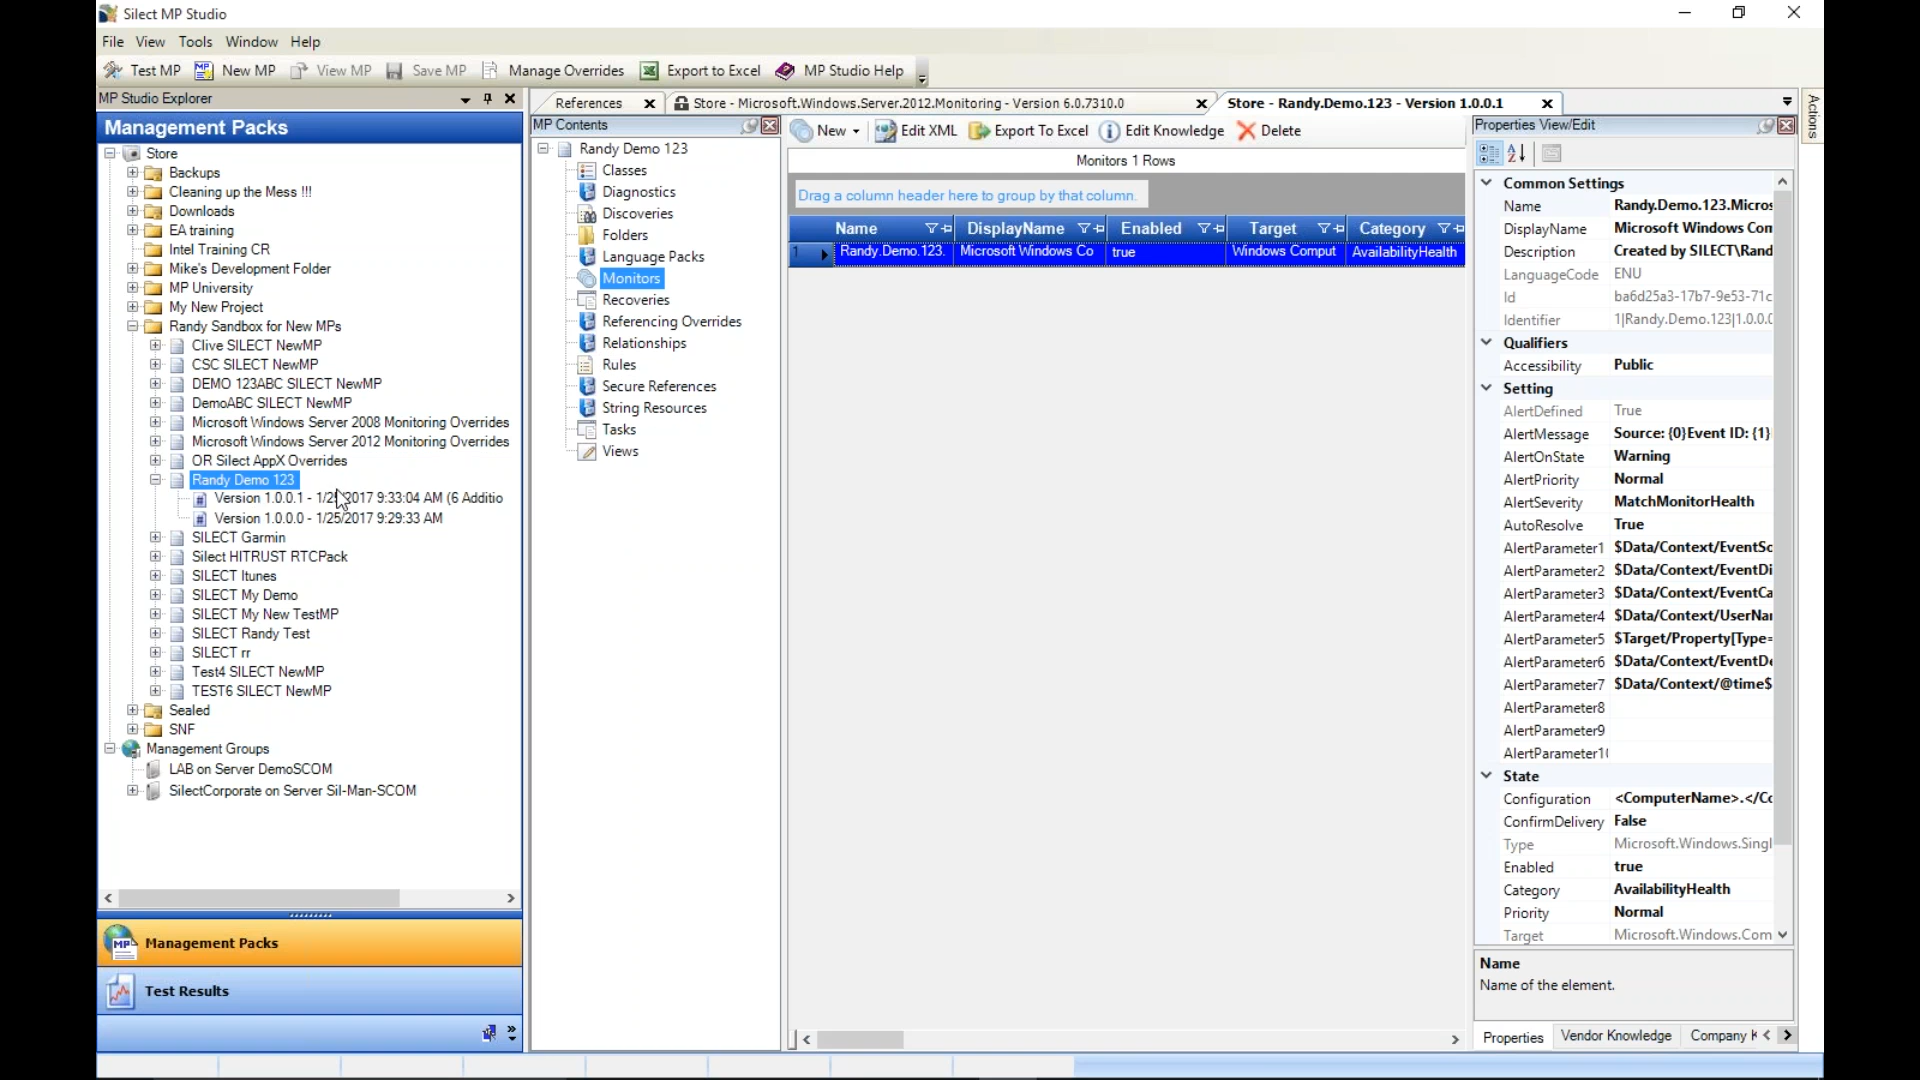 Silect MP Studio
File View Tools Window Help
Test MP New MP View MP Save MP Manage Overrides Export to Excel MP Studio Help
MP Studio Explorer
Management Packs
Store
Backups
Cleaning up the Mess !!!
Downloads
EA training
Intel Training CR
Mike's Development Folder
MP University
My New Project
Randy Sandbox for New MPs
Clive SILECT NewMP
CSC SILECT NewMP
DEMO 123ABC SILECT NewMP
DemoABC SILECT NewMP
Microsoft Windows Server 2008 Monitoring Overrides
Microsoft Windows Server 2012 Monitoring Overrides
OR Silect AppX Overrides
Randy Demo 123
Version 1.0.0.1 - 1/25/2017 9:33:04 AM (6 Additio
Version 1.0.0.0 - 1/25/2017 9:29:33 AM
SILECT Garmin
Silect HITRUST RTCPack
SILECT Itunes
SILECT My Demo
SILECT My New TestMP
SILECT Randy Test
SILECT rr
Test4 SILECT NewMP
TEST6 SILECT NewMP
Sealed
SNF
Management Groups
LAB on Server DemoSCOM
SilectCorporate on Server Sil-Man-SCOM
Management Packs
Test Results
References Store - Microsoft.Windows.Server.2012.Monitoring - Version 6.0.7310.0 Store - Randy.Demo.123 - Version 1.0.0.1
MP Contents
Randy Demo 123
Classes
Diagnostics
Discoveries
Folders
Language Packs
Monitors
Recoveries
Referencing Overrides
Relationships
Rules
Secure References
String Resources
Tasks
Views
New Edit XML Export To Excel Edit Knowledge Delete
Monitors 1 Rows
Drag a column header here to group by that column.
Name DisplayName Enabled Target Category
1 Randy.Demo.123. Microsoft Windows Co true Windows Comput AvailabilityHealth
Properties View/Edit
Actions
Common Settings
Name Randy.Demo.123.Micros
DisplayName Microsoft Windows Com
Description Created by SILECT\Rand
LanguageCode ENU
Id ba6d25a3-17b7-9e53-71c
Identifier 1|Randy.Demo.123|1.0.0.0
Qualifiers
Accessibility Public
Setting
AlertDefined True
AlertMessage Source: {0}Event ID: {1}
AlertOnState Warning
AlertPriority Normal
AlertSeverity MatchMonitorHealth
AutoResolve True
AlertParameter1 $Data/Context/EventSo
AlertParameter2 $Data/Context/EventDi
AlertParameter3 $Data/Context/EventCa
AlertParameter4 $Data/Context/UserNar
AlertParameter5 $Target/Property[Type=
AlertParameter6 $Data/Context/EventDe
AlertParameter7 $Data/Context/@time$
AlertParameter8
AlertParameter9
AlertParameter1(
State
Configuration <ComputerName>.</Co
ConfirmDelivery False
Type Microsoft.Windows.Singl
Enabled true
Category AvailabilityHealth
Priority Normal
Target Microsoft.Windows.Com
Name
Name of the element.
Properties Vendor Knowledge Company K